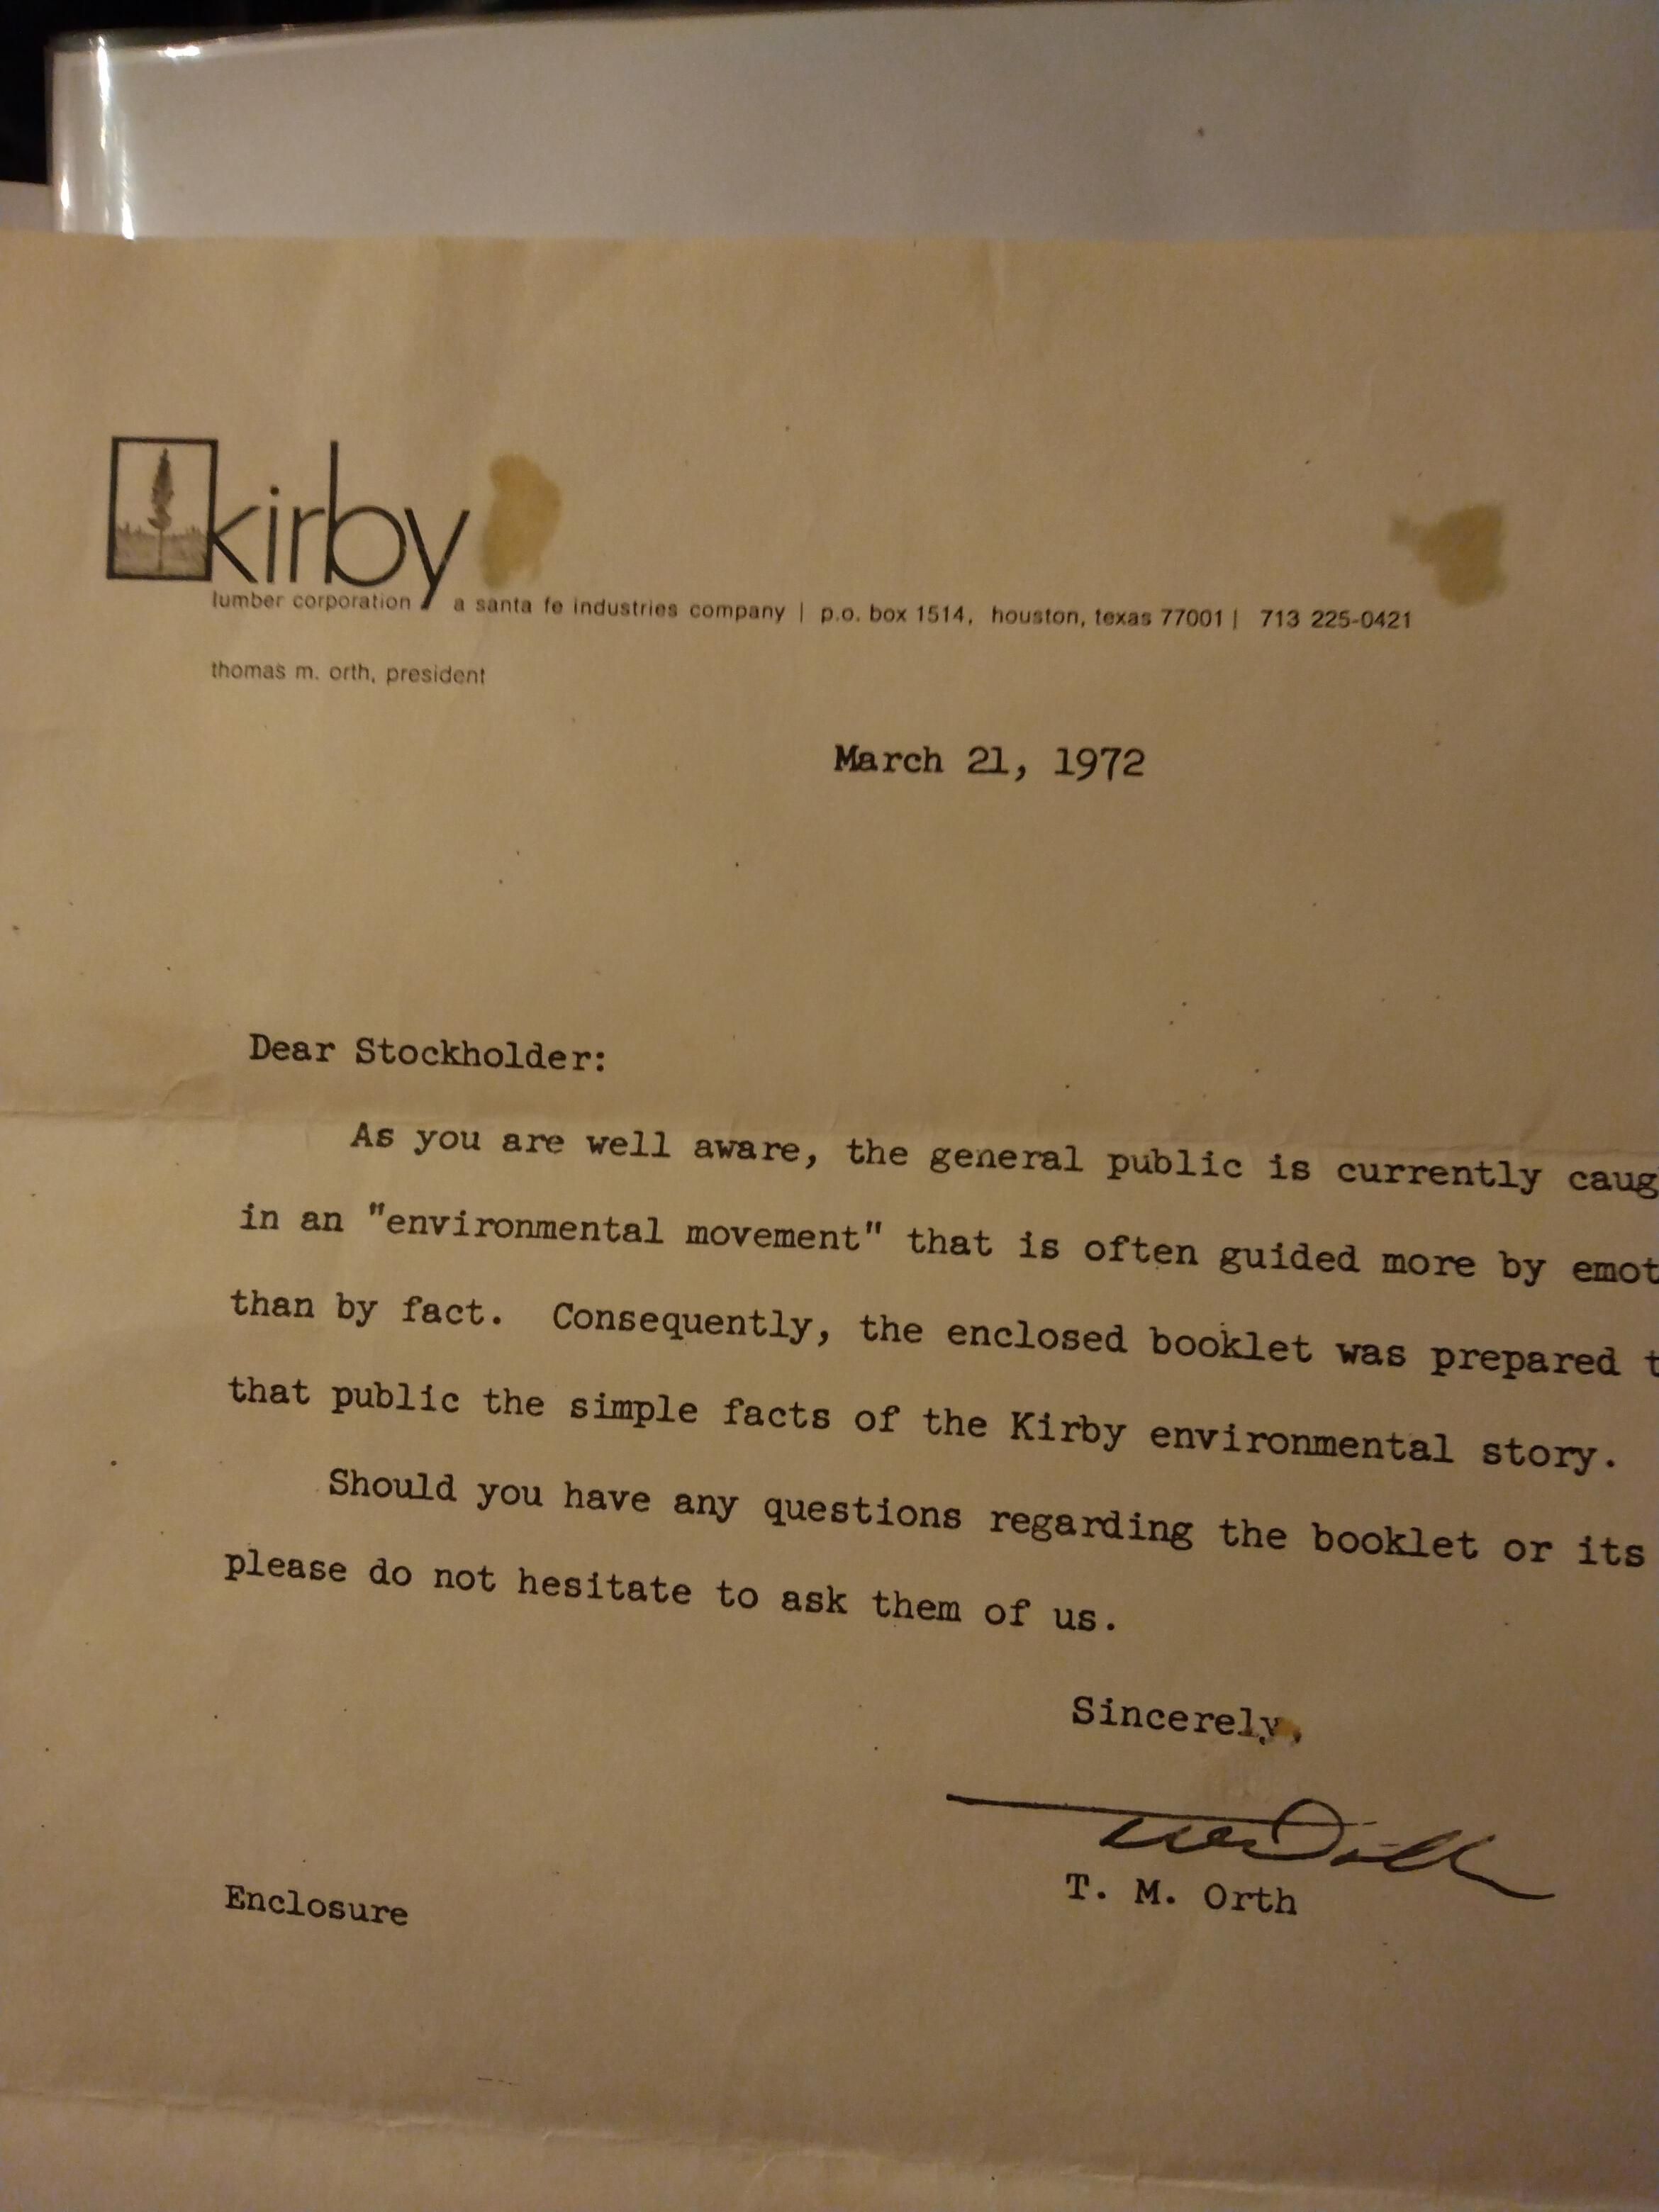 kirby
lumber corporation a santa fe industries company | p.o. box 1514, houston, texas 77001 | 713 225-0421
thomas m. orth, president
March 21, 1972
Dear Stockholder:
As you are well aware, the general public is currently caug
in an "environmental movement" that is often guided more by emot
than by fact. Consequently, the enclosed booklet was prepared t
that public the simple facts of the Kirby environmental story.
Should you have any questions regarding the booklet or its
please do not hesitate to ask them of us.
Sincerely,
T. M. Orth
Enclosure